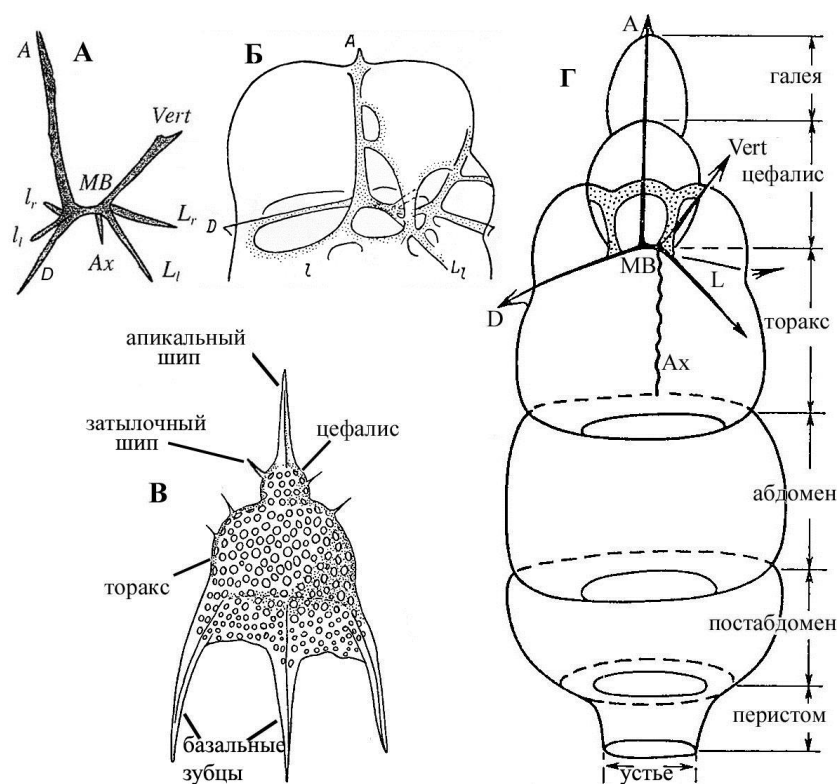 А
A
Vert
MB
l_r
l_l
D
Ax
L_r
L_l
Б
A
D
l
L_l
В
апикальный
шип
затылочный
шип
цефалис
торакс
базальные
зубцы
Г
A
галея
Vert
цефалис
MB
L
D
торакс
Ax
абдомен
постабдомен
перистом
устье